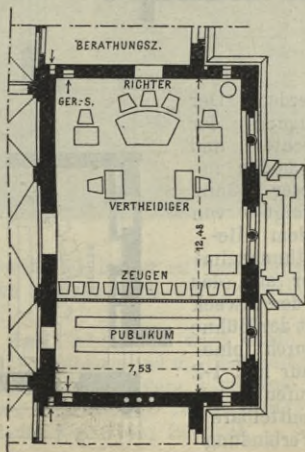 BERATHUNGSZ.
RICHTER
GER.-S.
VERTHEIDIGER
12,48
ZEUGEN
PUBLIKUM
7,53